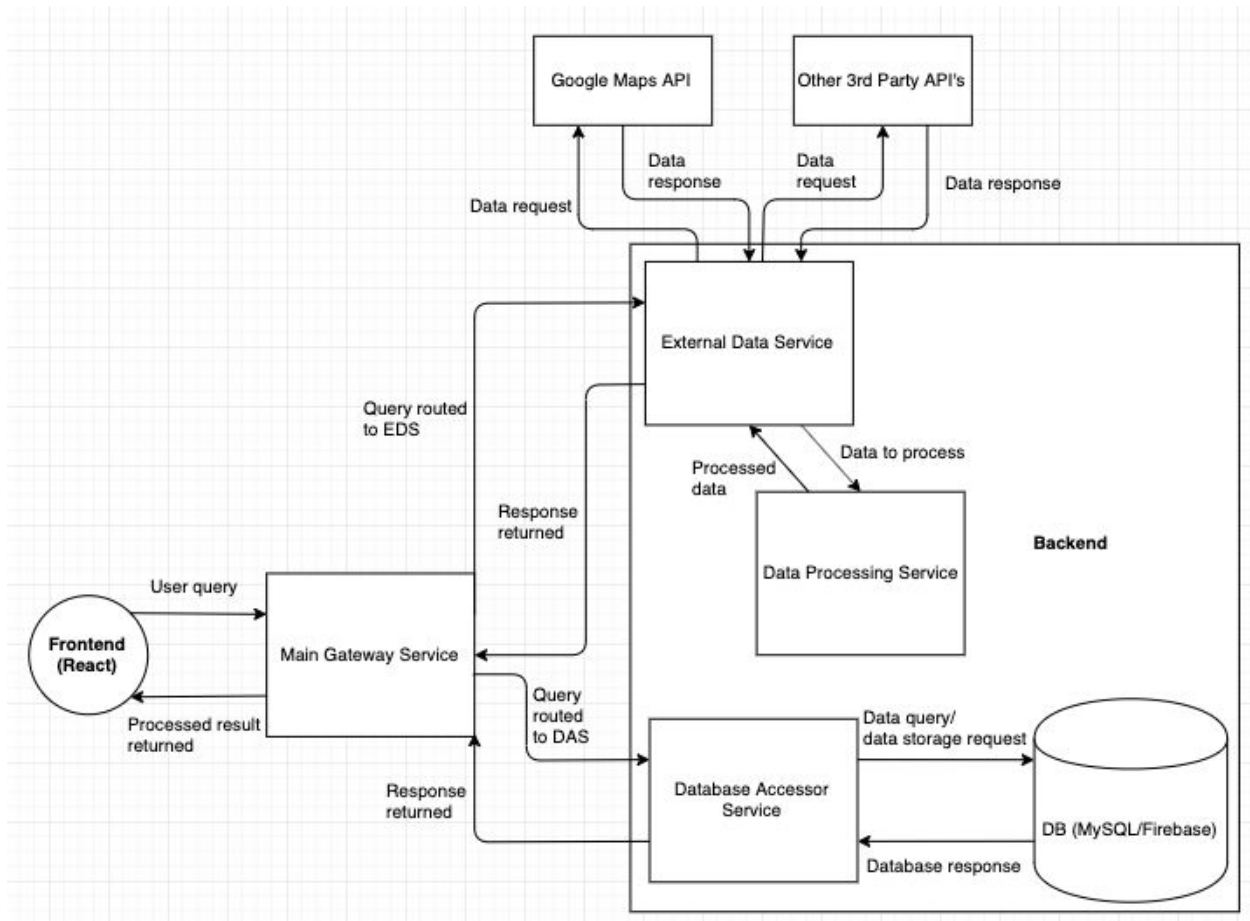 Google Maps API
Other 3rd Party API's
Data
response
Data
request
Data request
Data response
External Data Service
Query routed
to EDS
Data to process
Processed
data
Response
returned
Backend
Data Processing Service
User query
Frontend
(React)
Main Gateway Service
Processed result
returned
Query
routed
to DAS
Data query/
data storage request
Response
returned
Database Accessor
Service
DB (MySQL/Firebase)
Database response